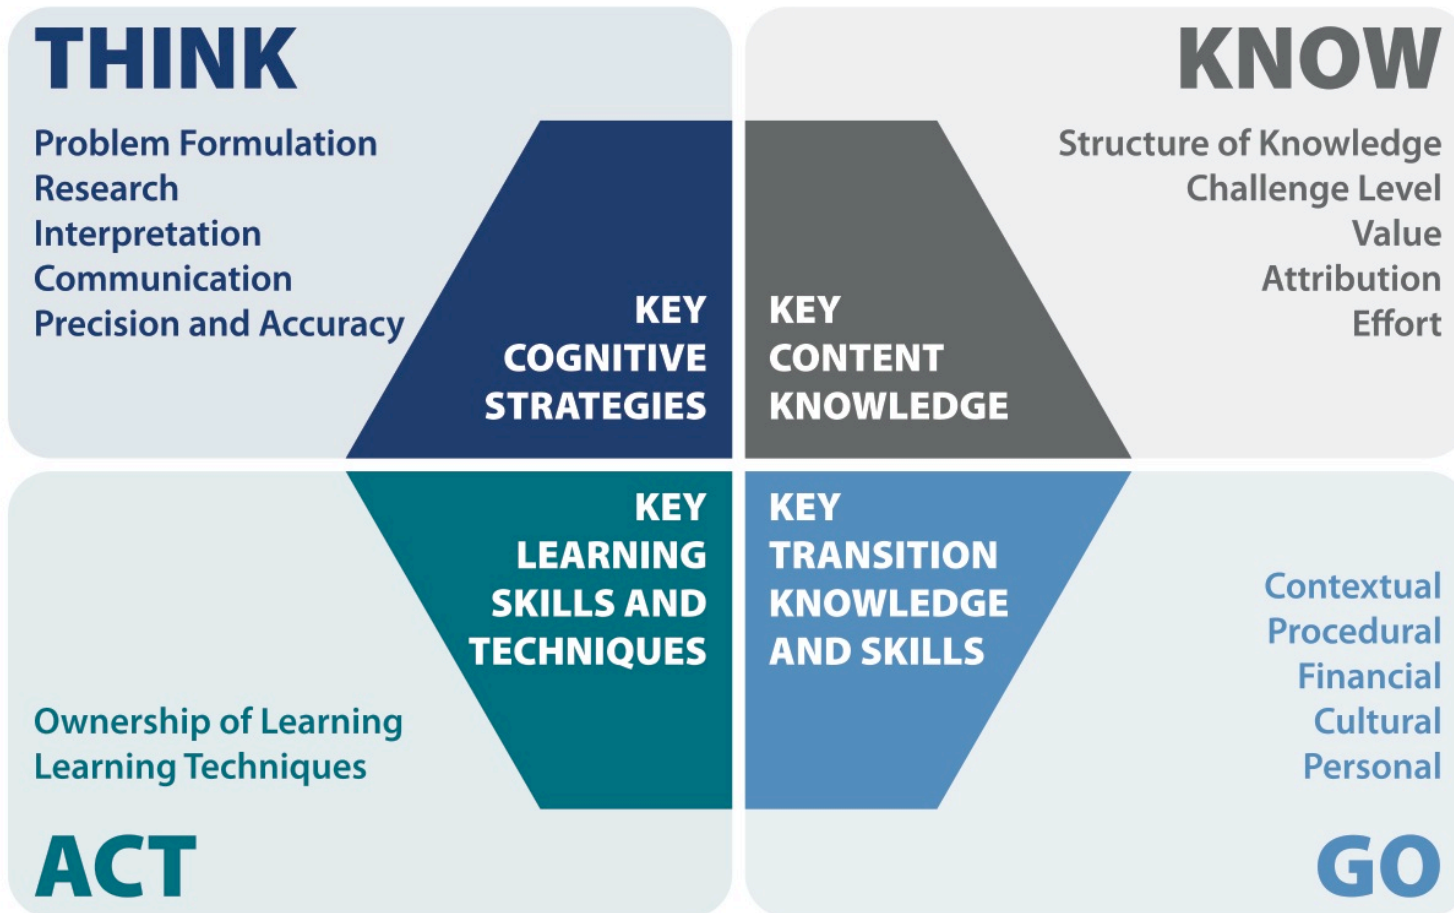 THINK
Problem Formulation
Research
Interpretation
Communication
Precision and Accuracy
KEY
COGNITIVE
STRATEGIES
KNOW
Structure of Knowledge
Challenge Level
Value
Attribution
Effort
KEY
CONTENT
KNOWLEDGE
KEY
LEARNING
SKILLS AND
TECHNIQUES
Ownership of Learning
Learning Techniques
ACT
KEY
TRANSITION
KNOWLEDGE
AND SKILLS
Contextual
Procedural
Financial
Cultural
Personal
GO